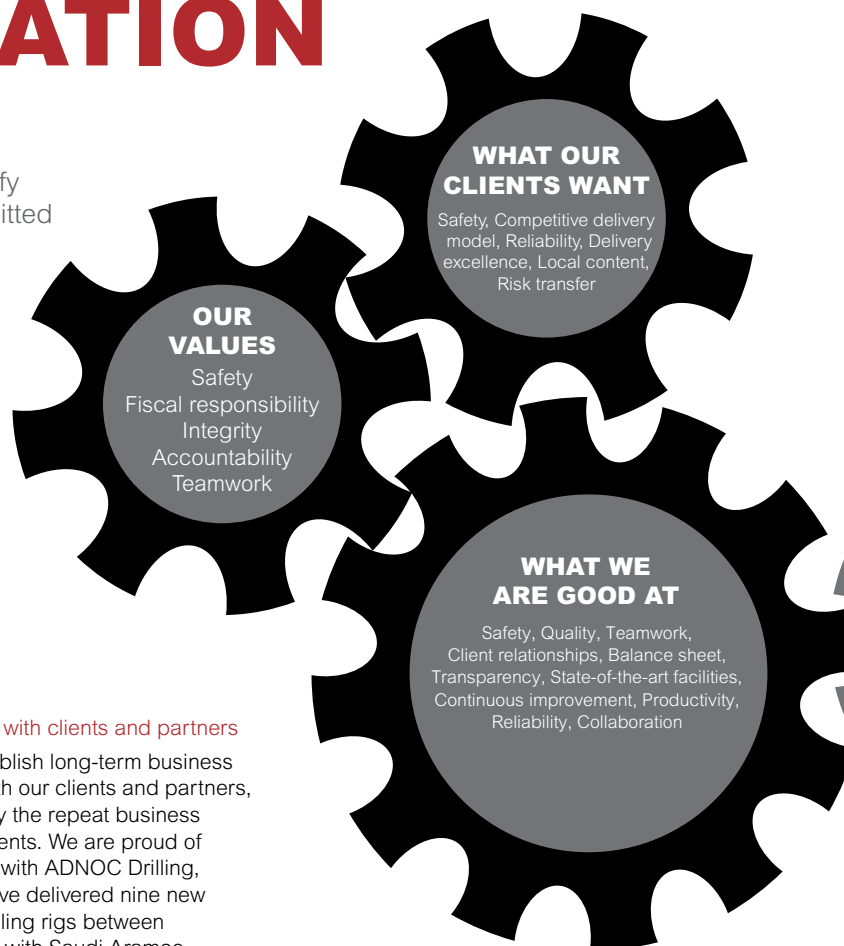 ATION
fy
itted
WHAT OUR
CLIENTS WANT
Safety, Competitive delivery
model, Reliability, Delivery
excellence, Local content,
Risk transfer
OUR
VALUES
Safety
Fiscal responsibility
Integrity
Accountability
Teamwork
WHAT WE
ARE GOOD AT
Safety, Quality, Teamwork,
Client relationships, Balance sheet,
Transparency, State-of-the-art facilities,
Continuous improvement, Productivity,
Reliability, Collaboration
with clients and partners
blish long-term business
th our clients and partners,
y the repeat business
ents. We are proud of
with ADNOC Drilling,
ve delivered nine new
lling rigs between
with Saudi Aramco